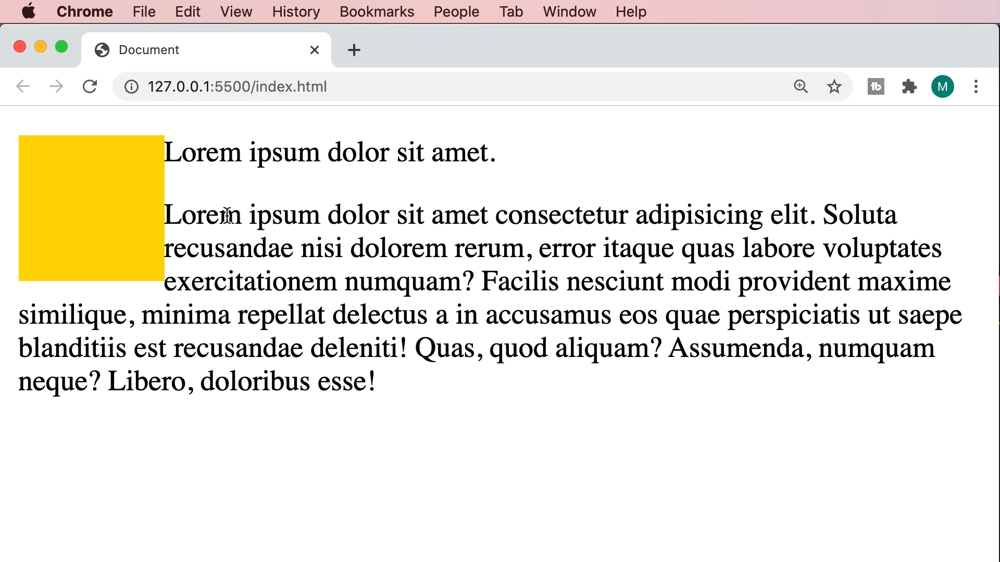 Chrome File Edit View History Bookmarks People Tab Window Help
Document
127.0.0.1:5500/index.html
tb
M
Lorem ipsum dolor sit amet.
Lorem ipsum dolor sit amet consectetur adipisicing elit. Soluta
recusandae nisi dolorem rerum, error itaque quas labore voluptates
exercitationem numquam? Facilis nesciunt modi provident maxime
similique, minima repellat delectus a in accusamus eos quae perspiciatis ut saepe
blanditiis est recusandae deleniti! Quas, quod aliquam? Assumenda, numquam
neque? Libero, doloribus esse!